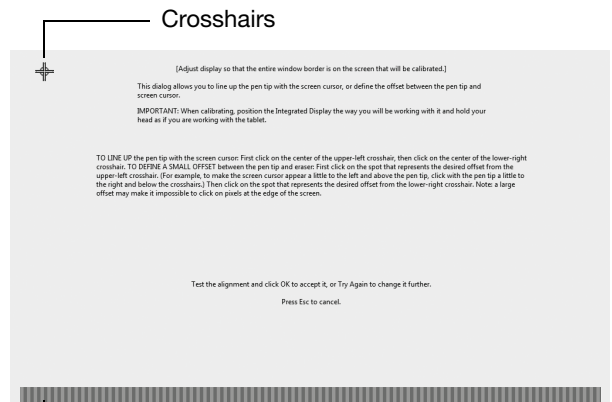 Crosshairs
[Adjust display so that the entire window border is on the screen that will be calibrated.]
This dialog allows you to line up the pen tip with the screen cursor, or define the offset between the pen tip and
screen cursor.
IMPORTANT: When calibrating, position the Integrated Display the way you will be working with it and hold your
head as if you are working with the tablet.
TO LINE UP the pen tip with the screen cursor: First click on the center of the upper-left crosshair, then click on the center of the lower-right
crosshair. TO DEFINE A SMALL OFFSET between the pen tip and eraser: First click on the spot that represents the desired offset from the
upper-left crosshair. (For example, to make the screen cursor appear a little to the left and above the pen tip, click with the pen tip a little to
the right and below the crosshairs.) Then click on the spot that represents the desired offset from the lower-right crosshair. Note: a large
offset may make it impossible to click on pixels at the edge of the screen.
Test the alignment and click OK to accept it, or Try Again to change it further.
Press Esc to cancel.